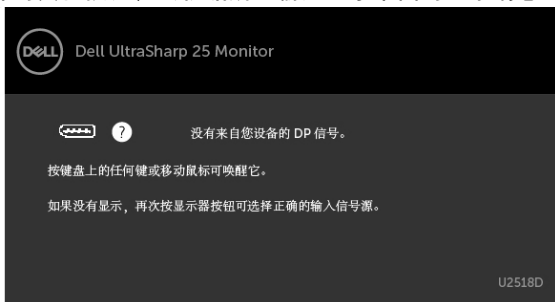 DELL
Dell UltraSharp 25 Monitor
?
没有来自您设备的 DP 信号。
按键盘上的任何键或移动鼠标可唤醒它。
如果没有显示，再次按显示器按钮可选择正确的输入信号源。
U2518D